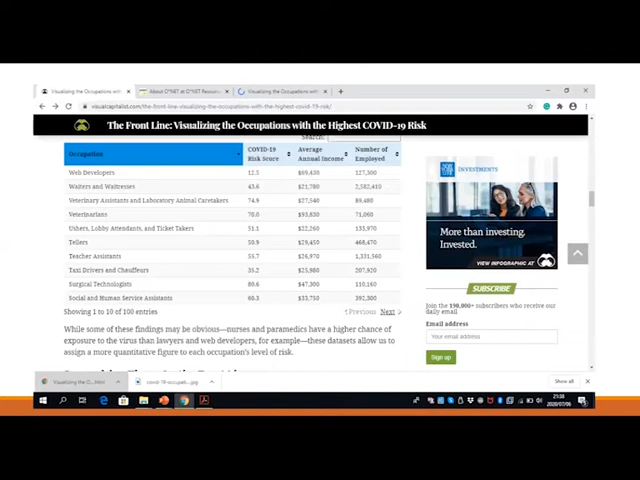 Visualizing the Occupations with
About O*NET at O*NET Resour
Visualizing the Occupations with
visualcapitalist.com/the-front-line-visualizing-the-occupations-with-the-highest-covid-19-risk/
The Front Line: Visualizing the Occupations with the Highest COVID-19 Risk
Search:
Occupation COVID-19 Risk Score Average Annual Income Number of Employed
Web Developers 12.3 $69,430 127,300
Waiters and Waitresses 43.6 $21,780 2,582,410
Veterinary Assistants and Laboratory Animal Caretakers 74.9 $27,540 89,480
Veterinarians 70.0 $93,830 71,060
Ushers, Lobby Attendants, and Ticket Takers 51.1 $22,260 133,970
Tellers 50.9 $29,450 468,470
Teacher Assistants 55.7 $26,970 1,331,560
Taxi Drivers and Chauffeurs 35.2 $25,980 207,920
Surgical Technologists 80.6 $47,300 110,160
Social and Human Service Assistants 60.3 $33,750 392,300
Showing 1 to 10 of 100 entries
Previous Next
While some of these findings may be obvious—nurses and paramedics have a higher chance of
exposure to the virus than lawyers and web developers, for example—these datasets allow us to
assign a more quantitative figure to each occupation's level of risk.
INVESTMENTS
More than investing.
Invested.
VIEW INFOGRAPHIC AT
SUBSCRIBE
Join the 190,000+ subscribers who receive our
daily email
Email address
Your email address
Sign up
Visualizing the O....html
covid-19-occupati....jpg
Show all
21:38
2020/07/06